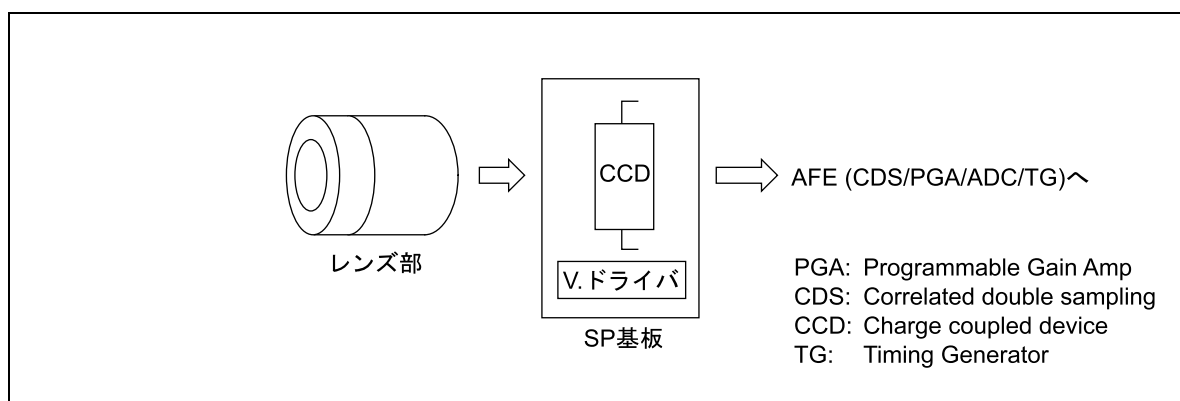 CCD
AFE (CDS/PGA/ADC/TG)へ
レンズ部
V.ドライバ
SP基板
PGA: Programmable Gain Amp
CDS: Correlated double sampling
CCD: Charge coupled device
TG: Timing Generator